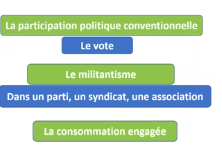 La participation politique conventionnelle
Le vote
Le militantisme
Dans un parti, un syndicat, une association
La consommation engagée